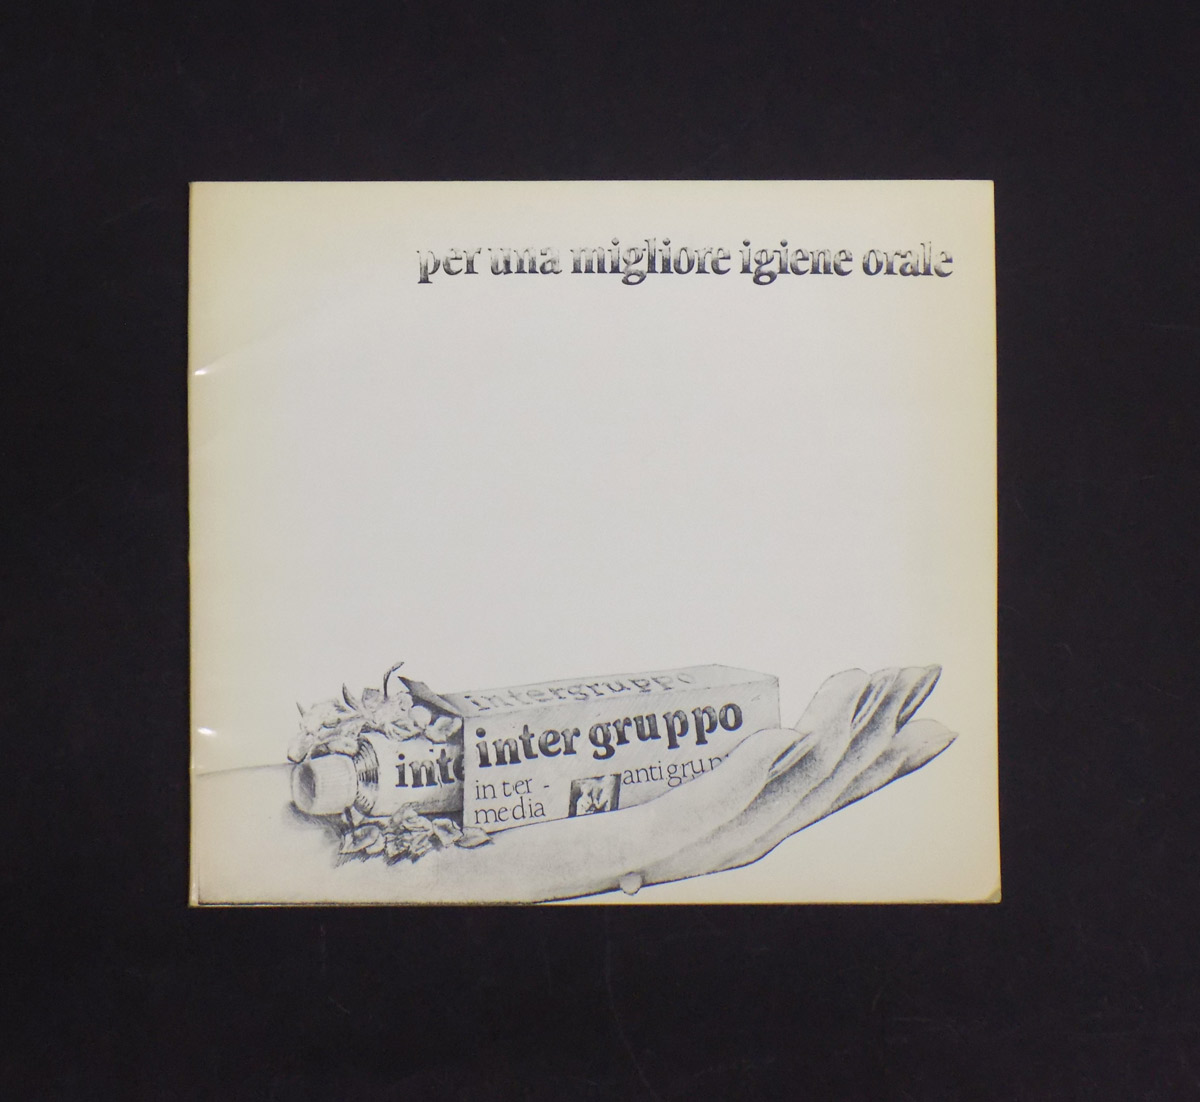 per una migliore igiene orale
intergruppo
inte
inter gruppo
inter -
media
antigrup